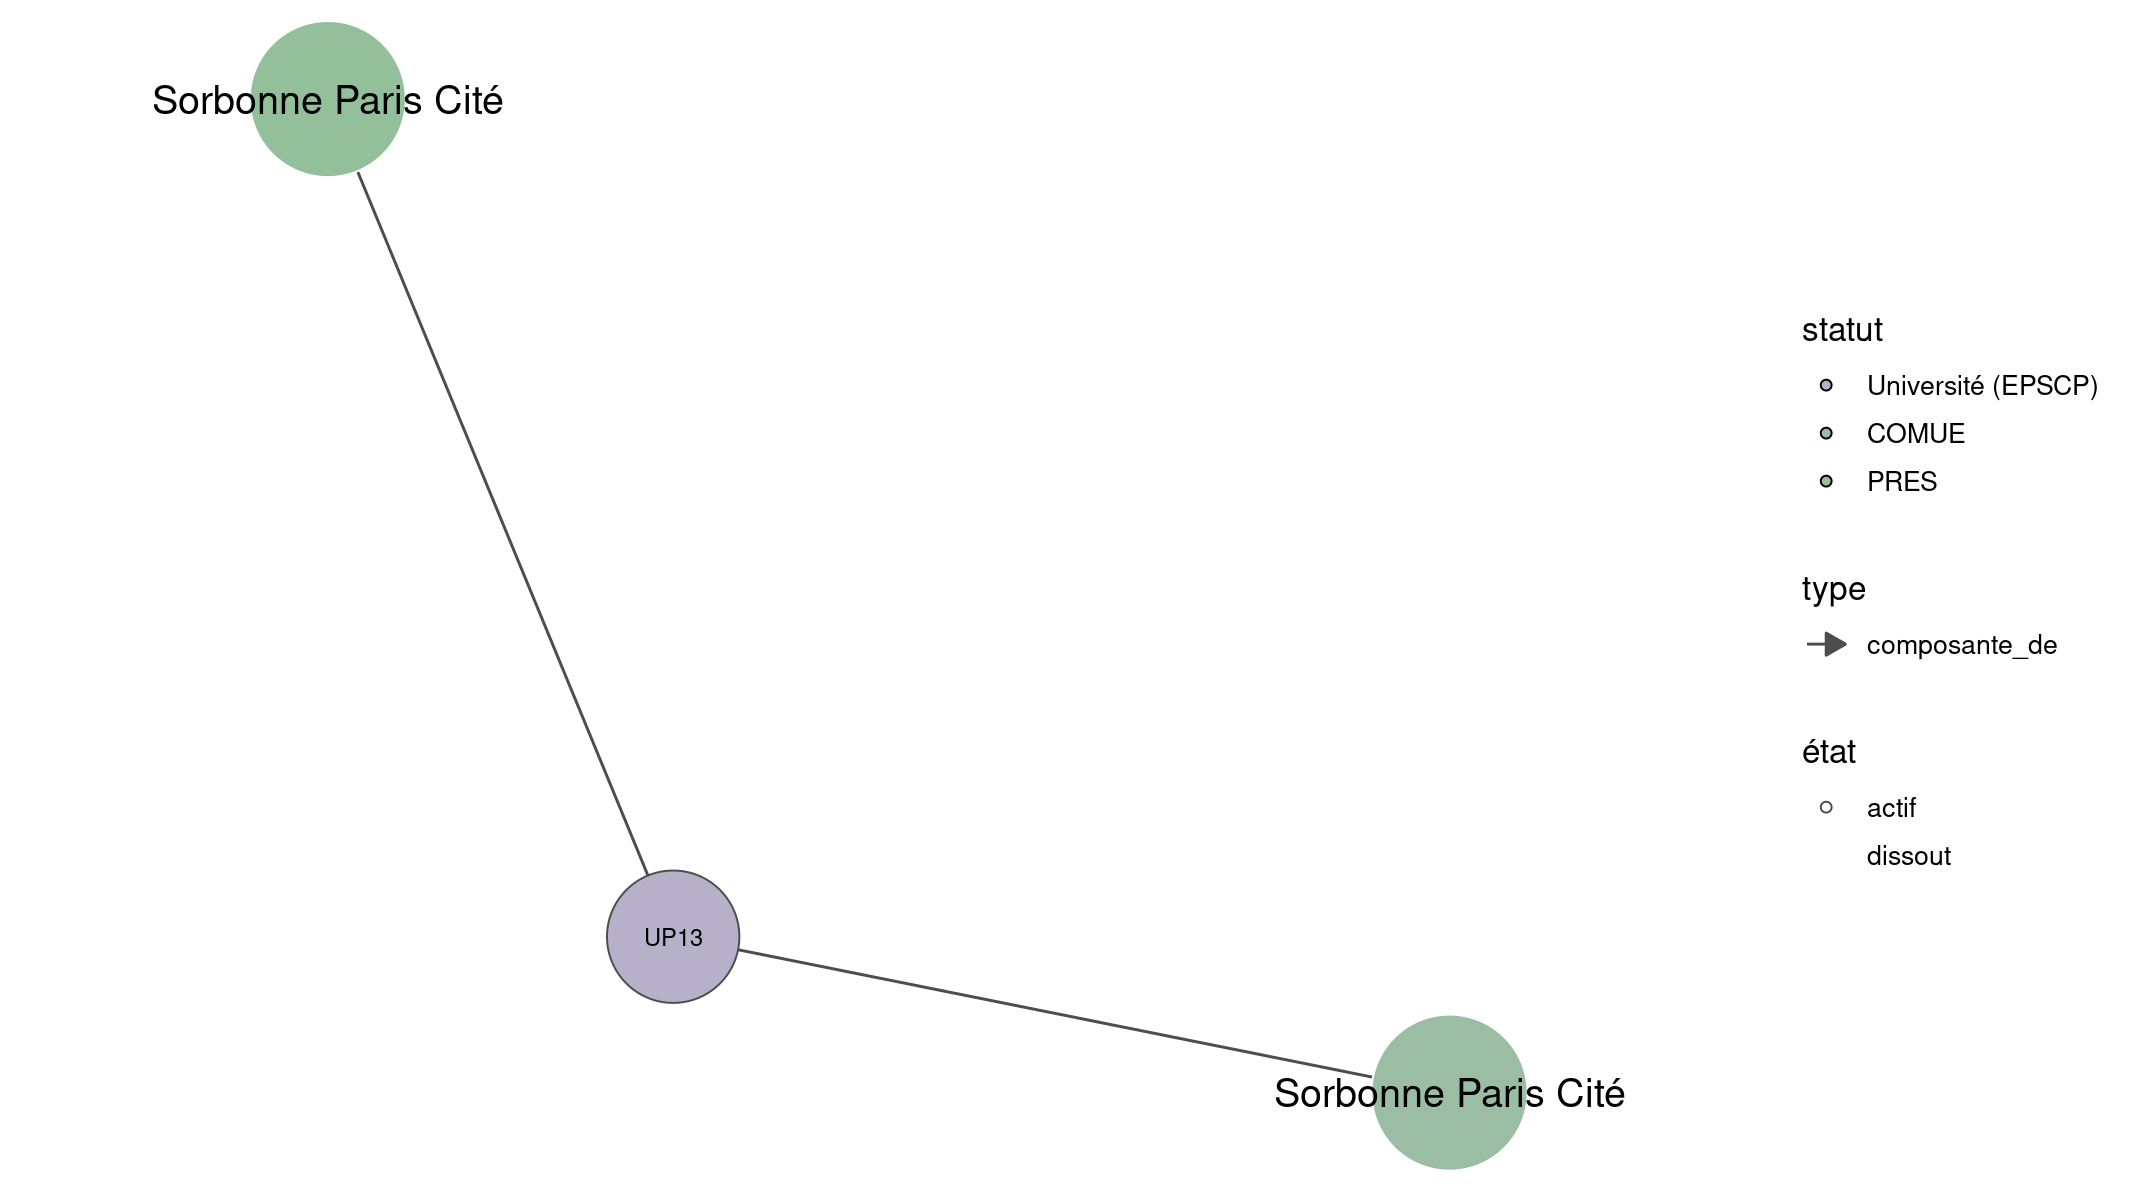 Sorbonne Paris Cité
UP13
Sorbonne Paris Cité
statut
Université (EPSCP)
COMUE
PRES
type
composante_de
état
actif
dissout